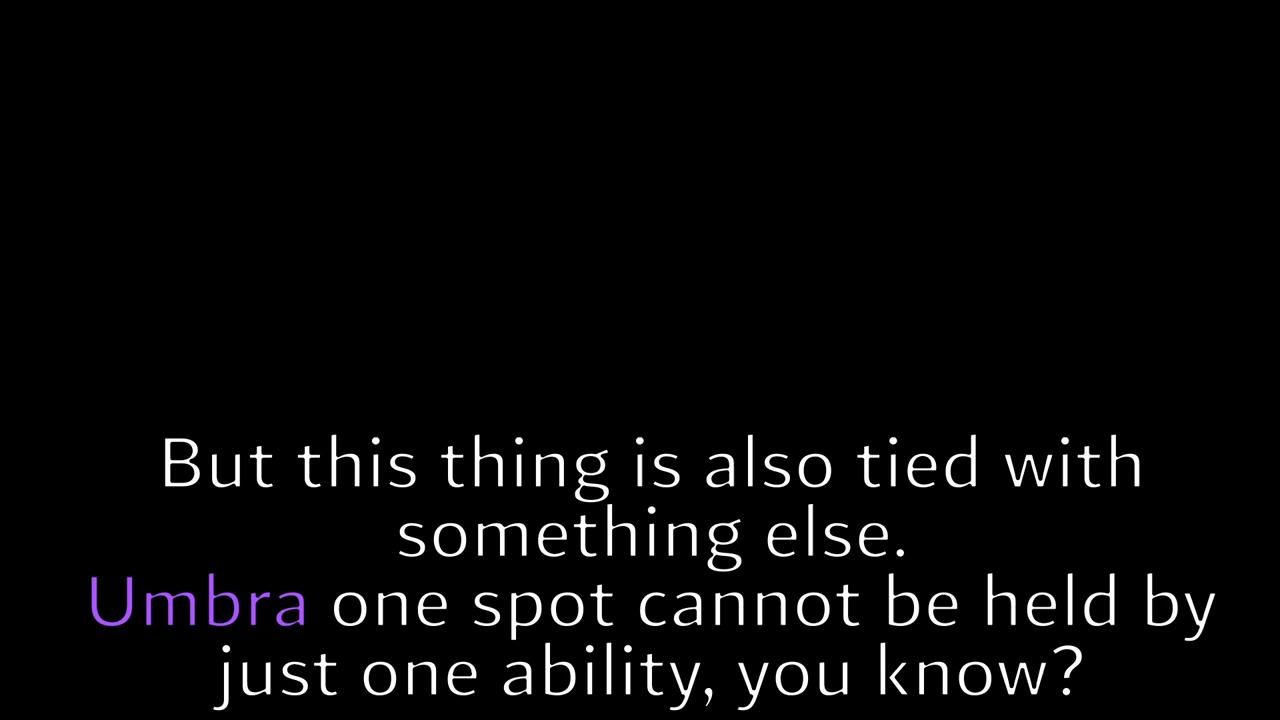 But this thing is also tied with
something else.
Umbra one spot cannot be held by
just one ability, you know?